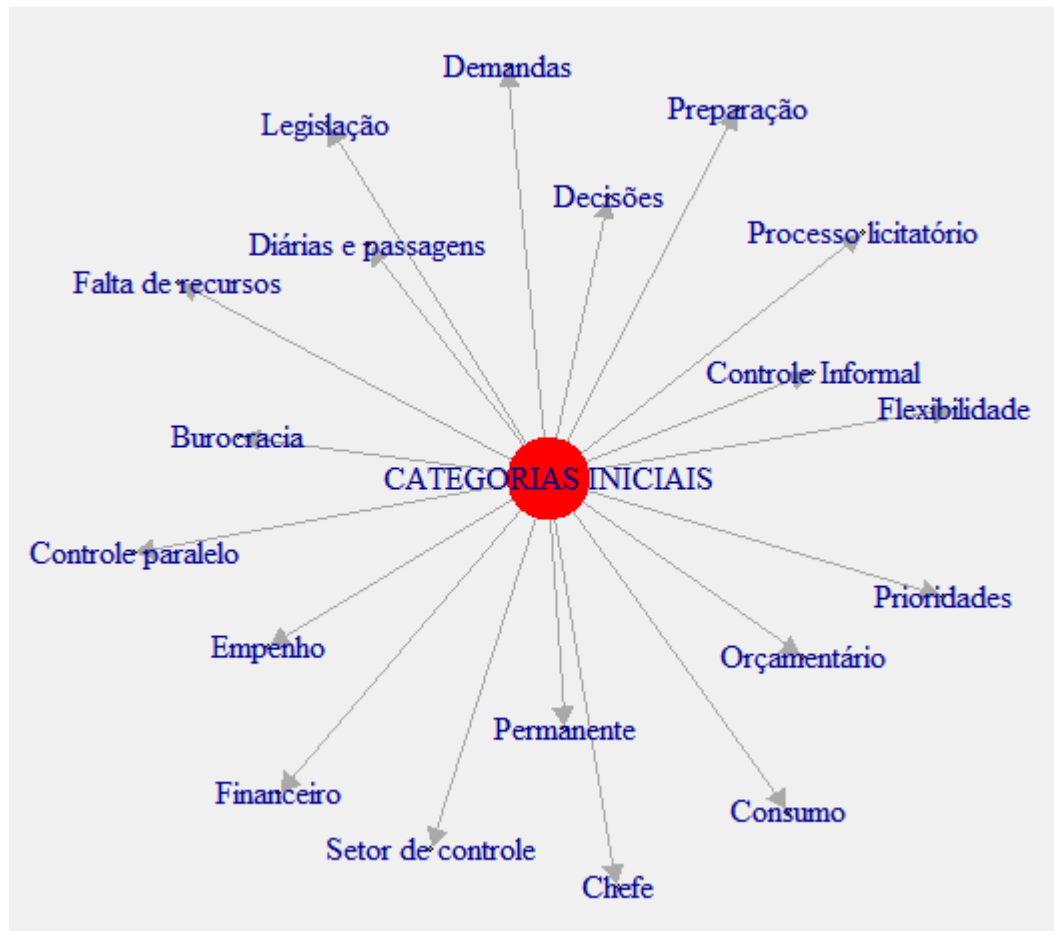 Demandas
Preparação
Legislação
Decisões
Processo licitatório
Diárias e passagens
Falta de recursos
Controle Informal
Flexibilidade
Burocracia
CATEGORIAS INICIAIS
Controle paralelo
Prioridades
Empenho
Orçamentário
Permanente
Financeiro
Consumo
Setor de controle
Chefe